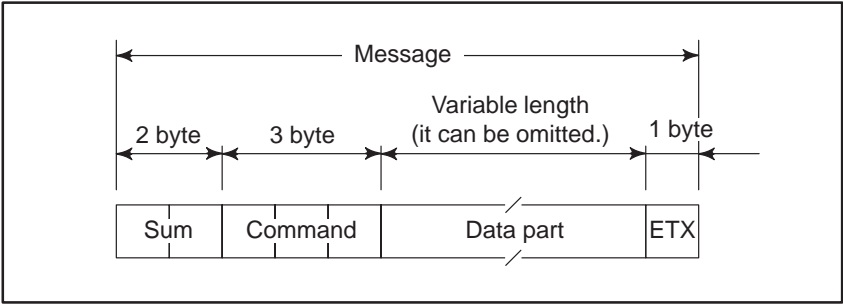 Message
Variable length
2 byte 3 byte (it can be omitted.) 1 byte
Sum Command Data part ETX